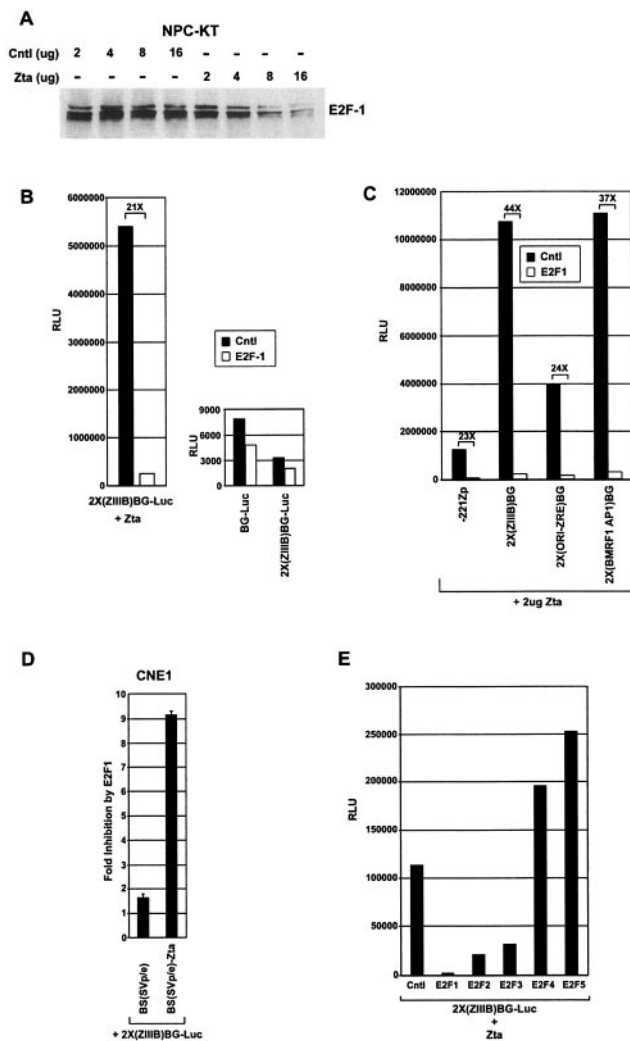 A
NPC-KT
Cntl (ug) 2 4 8 16 – – – –
Zta (ug) – – – – 2 4 8 16
E2F-1
B
6000000
5000000
4000000
3000000
2000000
1000000
0
RLU
21X
2X(ZIIIB)BG-Luc
+ Zta
Cntl
E2F-1
9000
6000
3000
0
RLU
BG-Luc
2X(ZIIIB)BG-Luc
C
12000000
10000000
8000000
6000000
4000000
2000000
0
RLU
44X
37X
Cntl
E2F1
24X
23X
-221Zp
2X(ZIIIB)BG
2X(ORI-ZRE)BG
2X(BMRF1 AP1)BG
+ 2ug Zta
D
CNE1
10
9
8
7
6
5
4
3
2
1
0
Fold Inhibition by E2F1
BS(SVp/e)
BS(SVp/e)-Zta
+ 2X(ZIIIB)BG-Luc
E
300000
250000
200000
150000
100000
50000
0
RLU
Cntl E2F1 E2F2 E2F3 E2F4 E2F5
2X(ZIIIB)BG-Luc
+
Zta